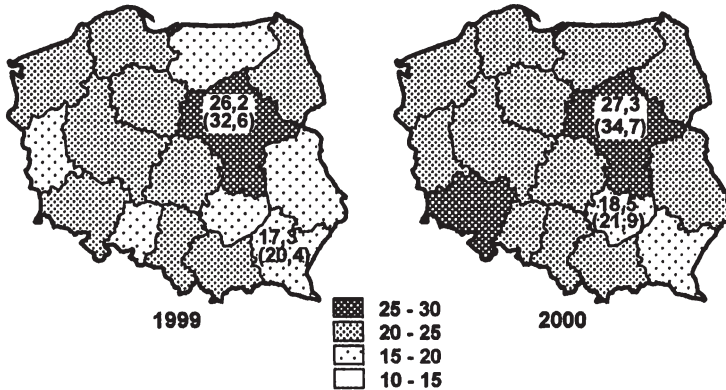 26,2
(32,6)
17,3
(20,4)
1999
27,3
(34,7)
18,5
(21,9)
2000
25 - 30
20 - 25
15 - 20
10 - 15